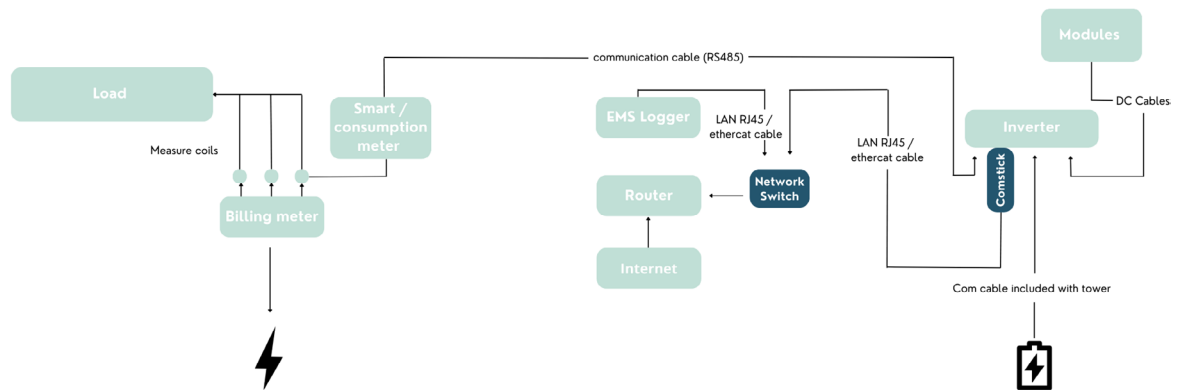 Modules
communication cable (RS485)
Load
Smart /
consumption
meter
EMS Logger
DC Cables
LAN RJ45 /
ethercat cable
Inverter
LAN RJ45 /
ethercat cable
Measure coils
Network
Switch
Comstick
Router
Billing meter
Internet
Com cable included with tower